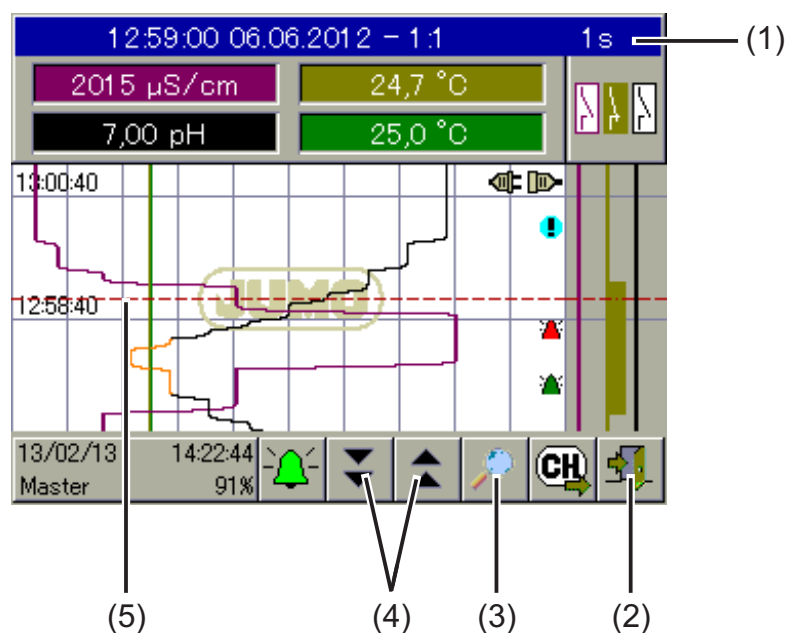 12:59:00 06.06.2012 - 1:1 1s (1)
2015 µS/cm 24,7 °C
7,00 pH 25,0 °C
13:00:40
JUMO
12:58:40
13/02/13 14:22:44
Master 91%
CH
(5) (4) (3) (2)